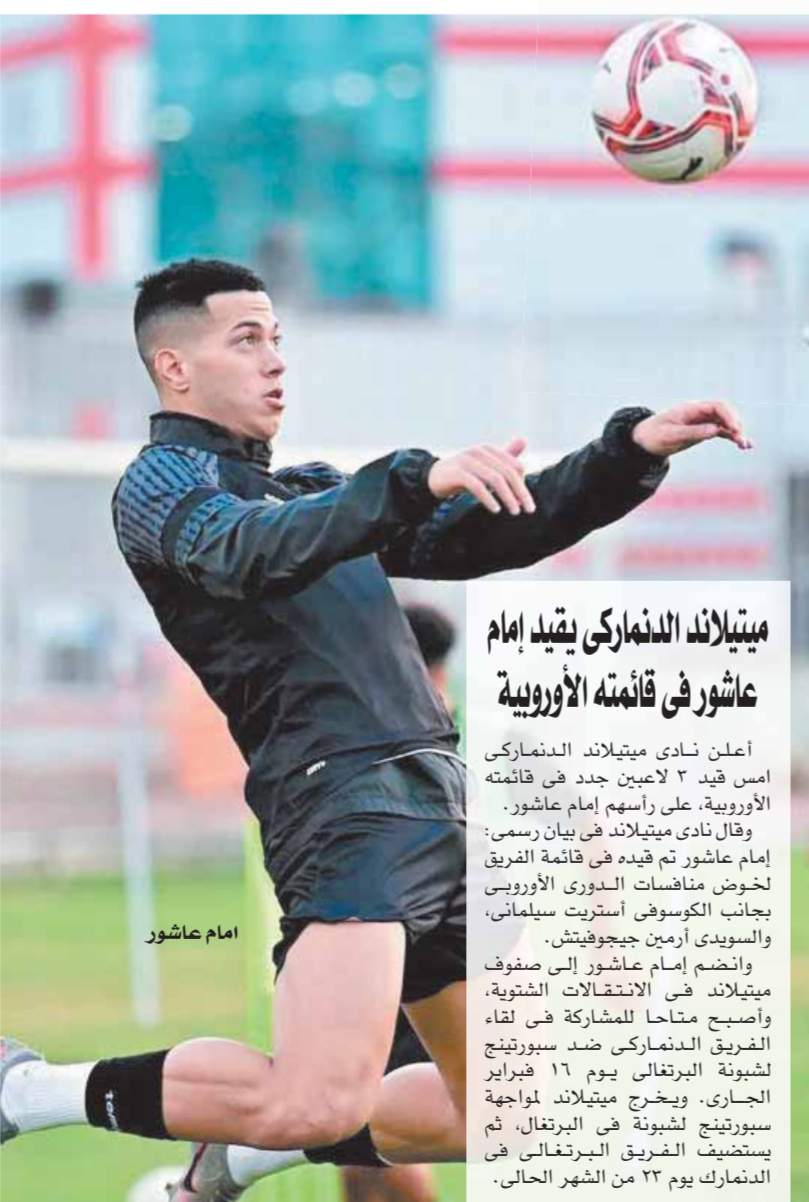 ميتيلاند الدنماركى يقيد إمام
عاشور فى قائمته الأوروبية
أعلن نادى ميتيلاند الدنماركى
امس قيد ٣ لاعبين جدد فى قائمته
الأوروبية، على رأسهم إمام عاشور.
وقال نادى ميتيلاند فى بيان رسمى:
إمام عاشور تم قيده فى قائمة الفريق
لخوض منافسات الدورى الأوروبى
بجانب الكوسوفى أستريت سيلمانى،
والسويدى أرمين جيجوفيتش.
وانضم إمام عاشور إلى صفوف
ميتيلاند فى الانتقالات الشتوية،
وأصبح متاحا للمشاركة فى لقاء
الفريق الدنماركى ضد سبورتينج
لشبونة البرتغالى يوم ١٦ فبراير
الجارى. ويخرج ميتيلاند لمواجهة
سبورتينج لشبونة فى البرتغال، ثم
يستضيف الفريق البرتغالى فى
الدنمارك يوم ٢٣ من الشهر الحالى.
امام عاشور